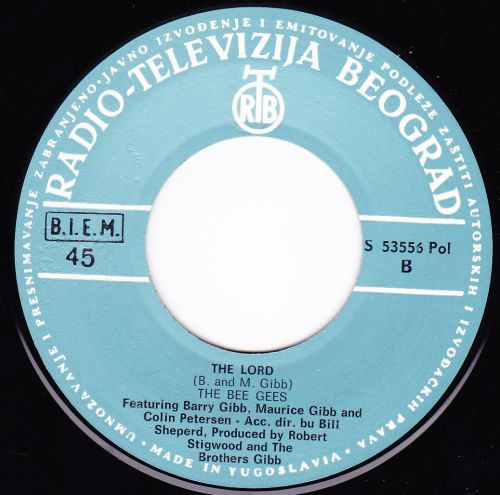 UMNOŽAVANJE I PRESNIMAVANJE ZABRANJENO·JAVNO IZVOĐENJE I EMITOVANJE PODLEŽE ZAŠTITI AUTORSKIH I IZVOĐAČKIH PRAVA·
RADIO-TELEVIZIJA BEOGRAD
RTB
B.I.E.M.
45
S 53556 Pol
B
THE LORD
(B. and M. Gibb)
THE BEE GEES
Featuring Barry Gibb, Maurice Gibb and
Colin Petersen - Acc. dir. bu Bill
Sheperd, Produced by Robert
Stigwood and The
Brothers Gibb
MADE IN YUGOSLAVIA